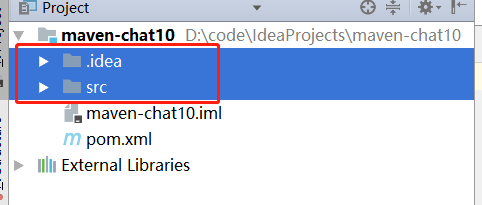 Project
maven-chat10 D:\code\IdeaProjects\maven-chat10
.idea
src
maven-chat10.iml
m pom.xml
External Libraries